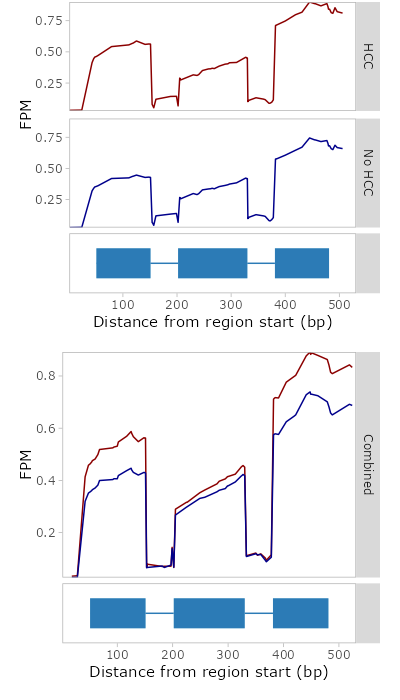 0.75
0.50
0.25
HCC
FPM
0.75
0.50
0.25
No HCC
100 200 300 400 500
Distance from region start (bp)
0.8
0.6
0.4
0.2
FPM
Combined
100 200 300 400 500
Distance from region start (bp)